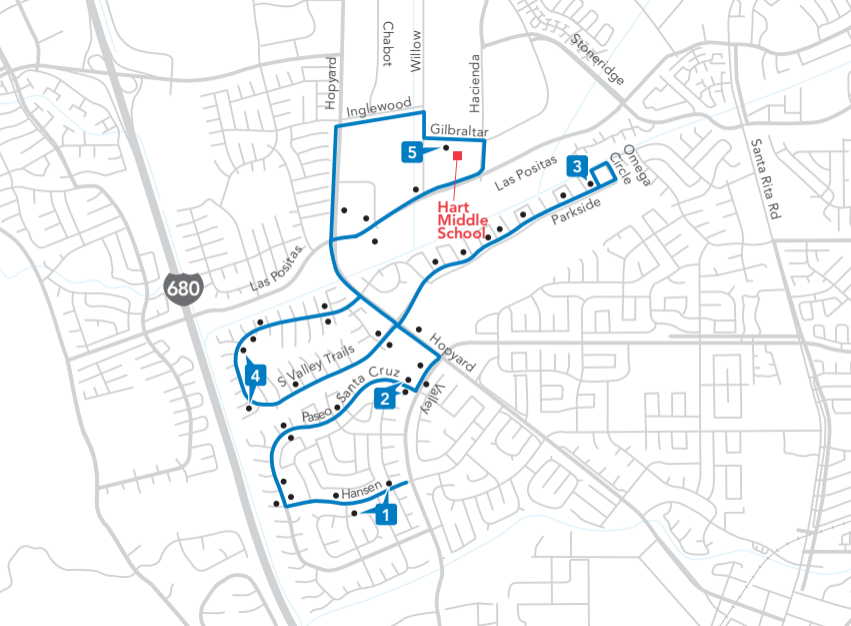 Stoneridge
Chabot
Willow
Hopyard
Hacienda
Inglewood
Gilbraltar
5
3
Omega
Circle
Las Positas
Santa Rita Rd
Hart
Middle
School
Parkside
Las Positas
680
Hopyard
S Valley Trails
4
Santa Cruz
Paseo
2
Valley
Hansen
1